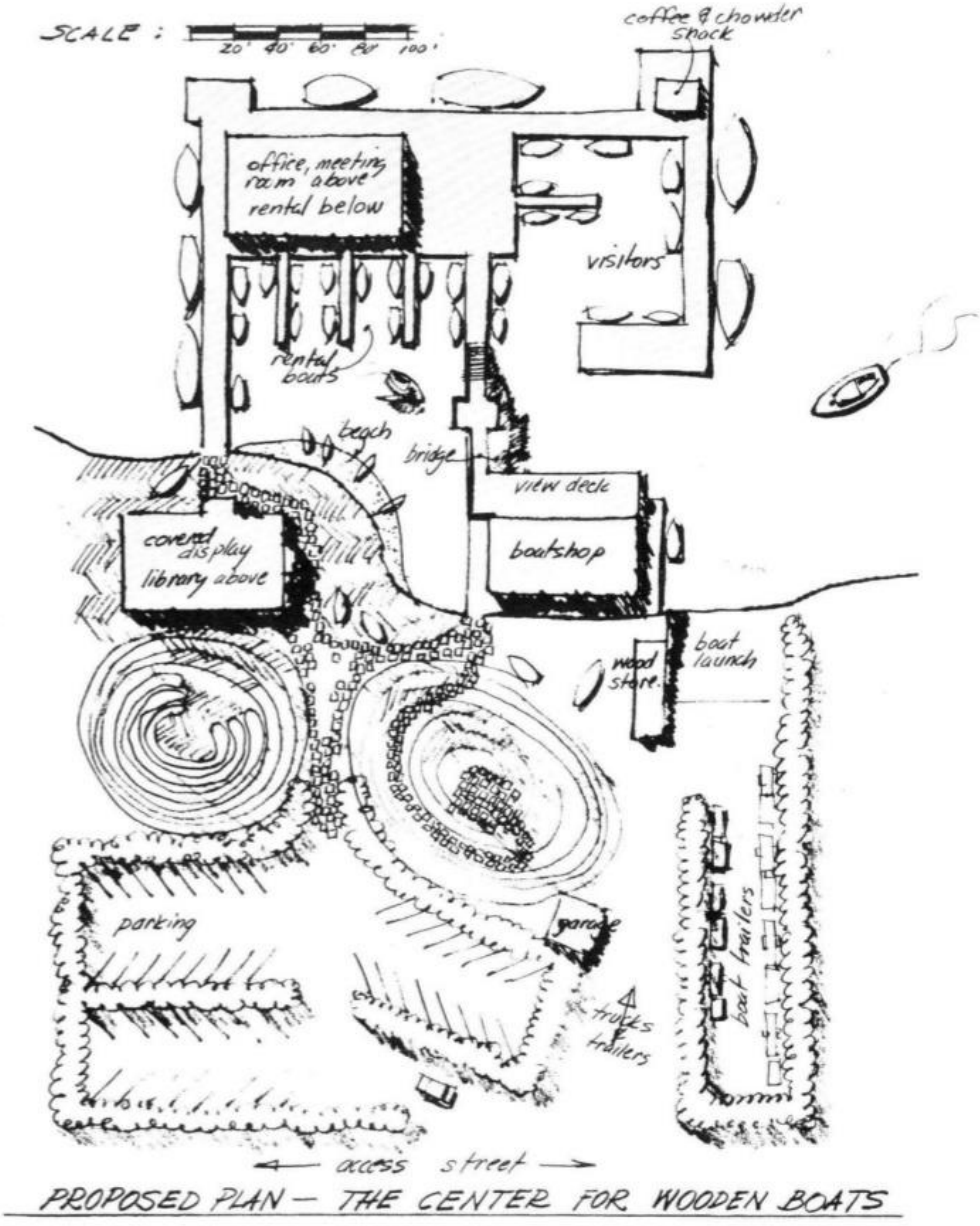 SCALE :
20' 40' 60' 80' 100'
coffee & chowder
shack
office, meeting
room above
rental below
visitors
rental
boats
beach
bridge
view deck
covered
display
library above
boatshop
wood
store
boat
launch
parking
garage
boat trailers
trucks
&
trailers
access street
PROPOSED PLAN — THE CENTER FOR WOODEN BOATS